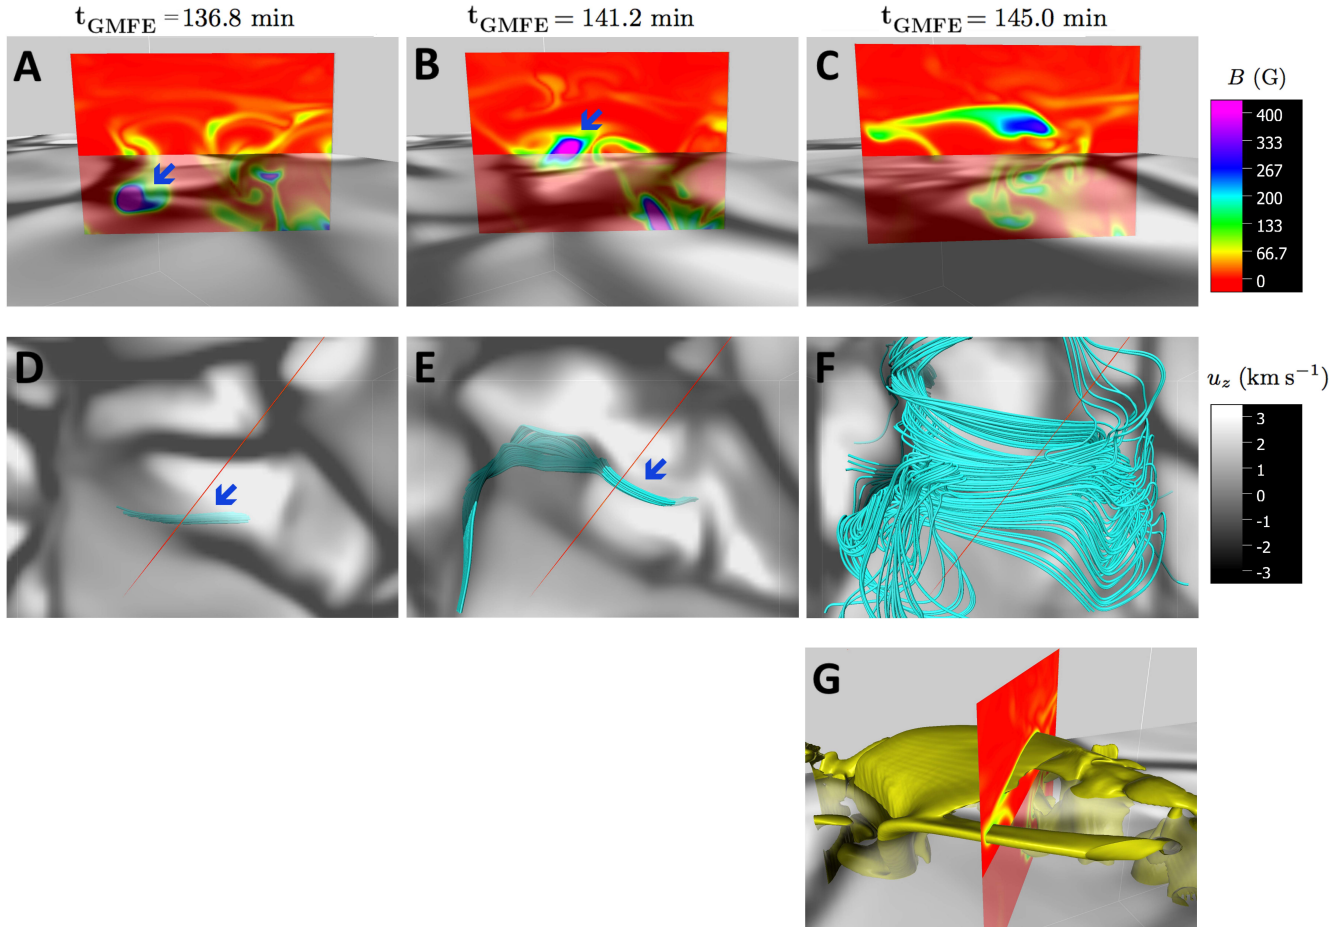 t_GMFE = 136.8 min
t_GMFE = 141.2 min
t_GMFE = 145.0 min
A
B
C
B (G)
400
333
267
200
133
66.7
0
D
E
F
u_z (km s⁻¹)
3
2
1
0
-1
-2
-3
G